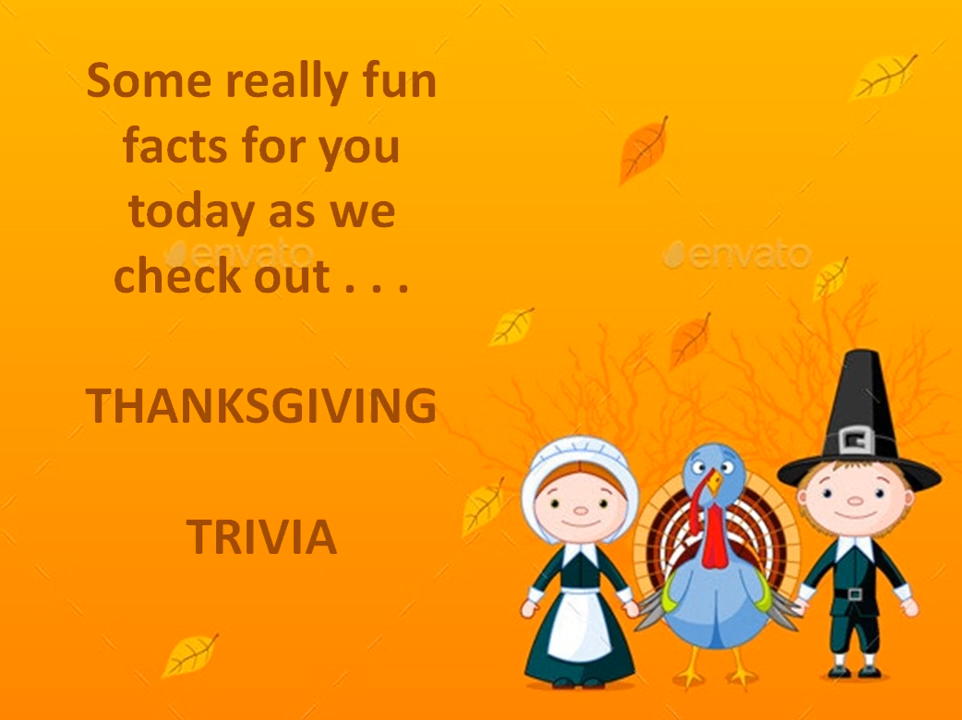 Some really fun
facts for you
today as we
check out . . .
THANKSGIVING
TRIVIA
envato
envato